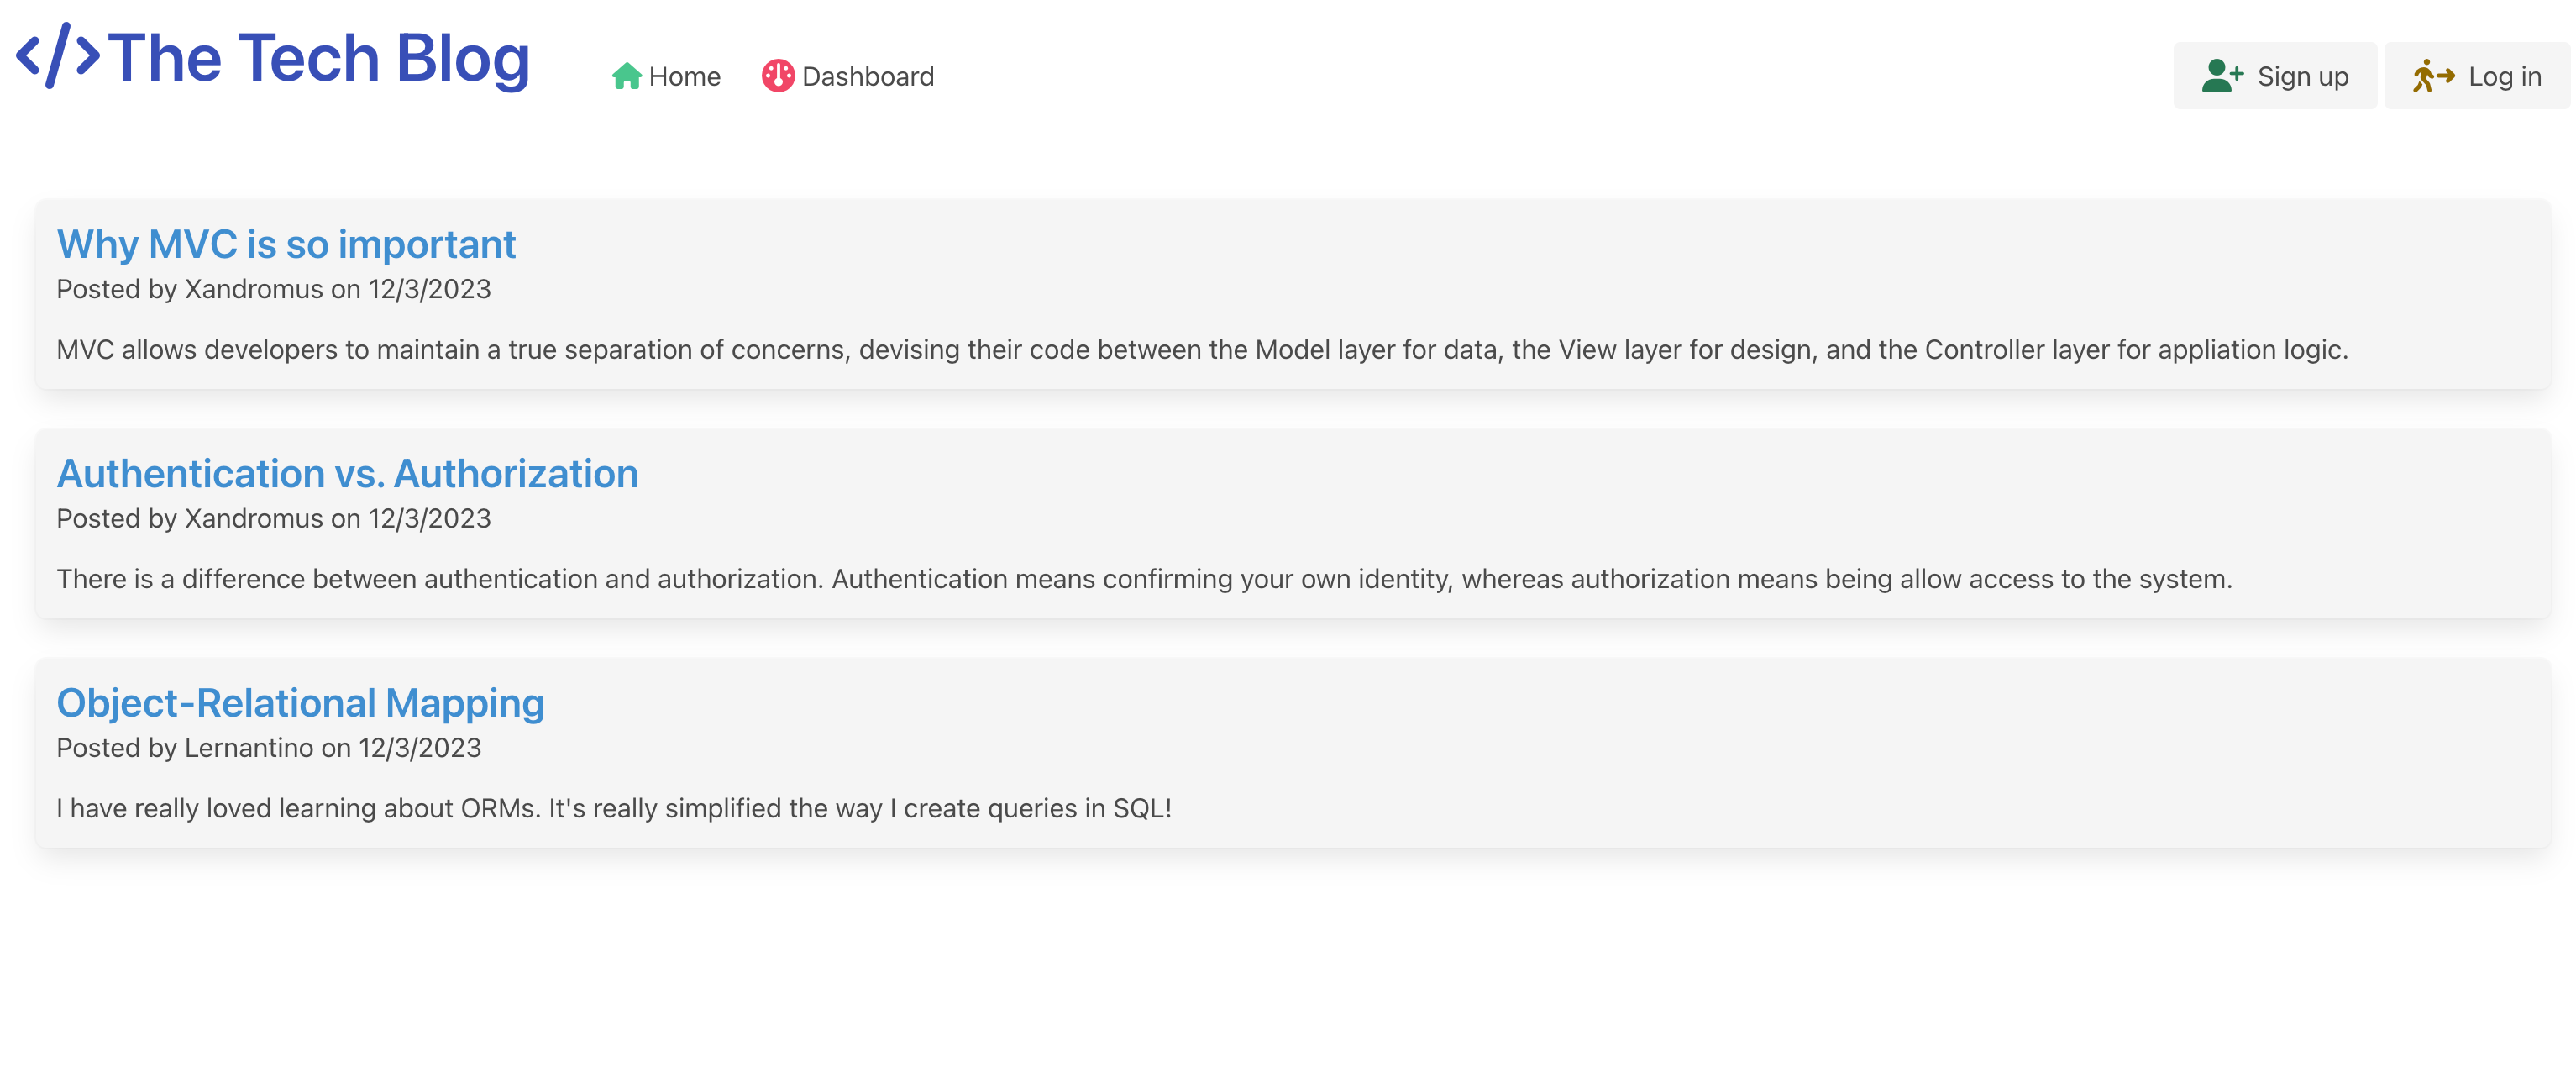 </>The Tech Blog
Home
Dashboard
Sign up
Log in
Why MVC is so important
Posted by Xandromus on 12/3/2023
MVC allows developers to maintain a true separation of concerns, devising their code between the Model layer for data, the View layer for design, and the Controller layer for appliation logic.
Authentication vs. Authorization
Posted by Xandromus on 12/3/2023
There is a difference between authentication and authorization. Authentication means confirming your own identity, whereas authorization means being allow access to the system.
Object-Relational Mapping
Posted by Lernantino on 12/3/2023
I have really loved learning about ORMs. It's really simplified the way I create queries in SQL!